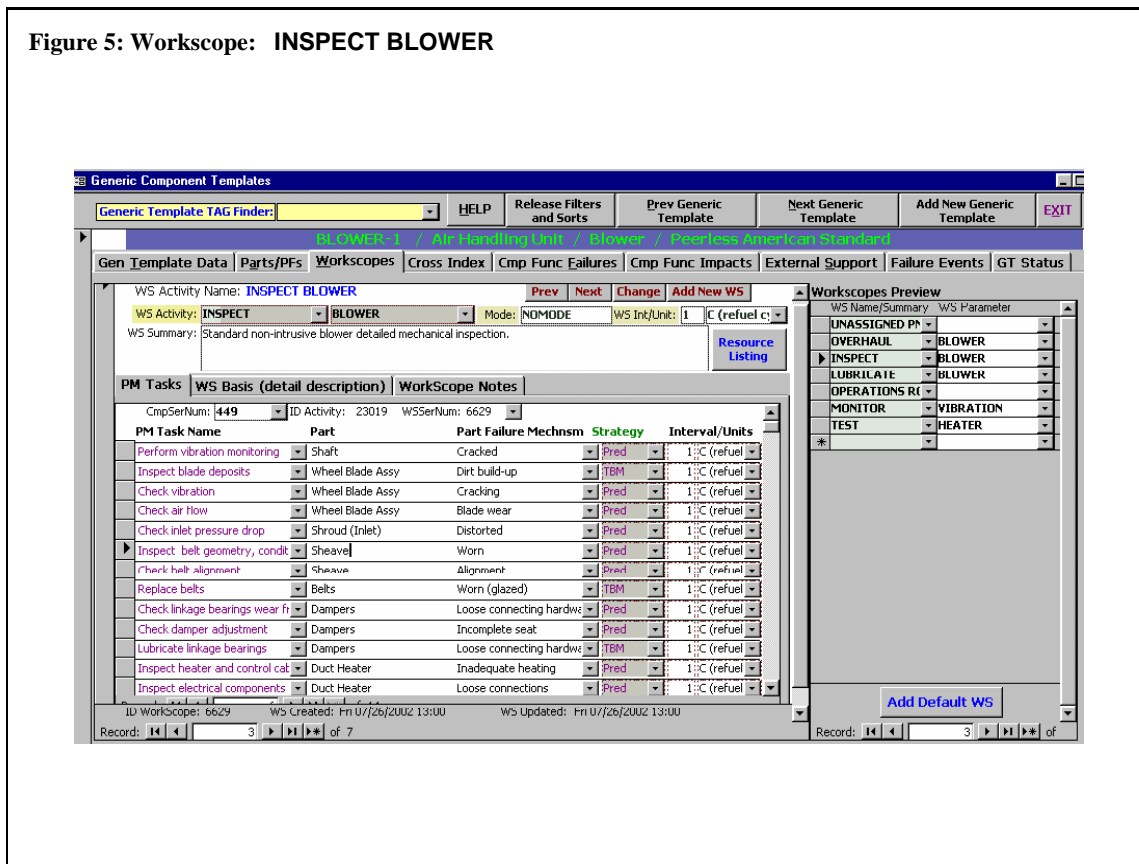 Figure 5: Workscope: INSPECT BLOWER
Generic Component Templates
Generic Template TAG Finder: HELP Release Filters and Sorts Prev Generic Template Next Generic Template Add New Generic Template EXIT
BLOWER-1 / Air Handling Unit / Blower / Peerless American Standard
Gen Template Data Parts/PFs Workscopes Cross Index Cmp Func Failures Cmp Func Impacts External Support Failure Events GT Status
WS Activity Name: INSPECT BLOWER Prev Next Change Add New WS Workscopes Preview
WS Name/Summary WS Parameter
WS Activity: INSPECT BLOWER Mode: NOMODE WS Int/Unit: 1 C (refuel cy
WS Summary: Standard non-intrusive blower detailed mechanical inspection.
Resource Listing
UNASSIGNED PM
OVERHAUL BLOWER
INSPECT BLOWER
LUBRICATE BLOWER
OPERATIONS R(
MONITOR VIBRATION
TEST HEATER
PM Tasks WS Basis (detail description) WorkScope Notes
CmpSerNum: 449 ID Activity: 23019 WSSerNum: 6629
PM Task Name Part Part Failure Mechnsm Strategy Interval/Units
Perform vibration monitoring Shaft Cracked Pred 1 C (refuel
Inspect blade deposits Wheel Blade Assy Dirt build-up TBM 1 C (refuel
Check vibration Wheel Blade Assy Cracking Pred 1 C (refuel
Check air flow Wheel Blade Assy Blade wear Pred 1 C (refuel
Check inlet pressure drop Shroud (Inlet) Distorted Pred 1 C (refuel
Inspect belt geometry, condit Sheave Worn Pred 1 C (refuel
Check belt alignment Sheave Alignment Pred 1 C (refuel
Replace belts Belts Worn (glazed) TBM 1 C (refuel
Check linkage bearings wear fr Dampers Loose connecting hardwa Pred 1 C (refuel
Check damper adjustment Dampers Incomplete seat Pred 1 C (refuel
Lubricate linkage bearings Dampers Loose connecting hardwa TBM 1 C (refuel
Inspect heater and control cat Duct Heater Inadequate heating Pred 1 C (refuel
Inspect electrical components Duct Heater Loose connections Pred 1 C (refuel
ID WorkScope: 6629 WS Created: Fri 07/26/2002 13:00 WS Updated: Fri 07/26/2002 13:00
Add Default WS
Record: 3 of 7 Record: 3 of